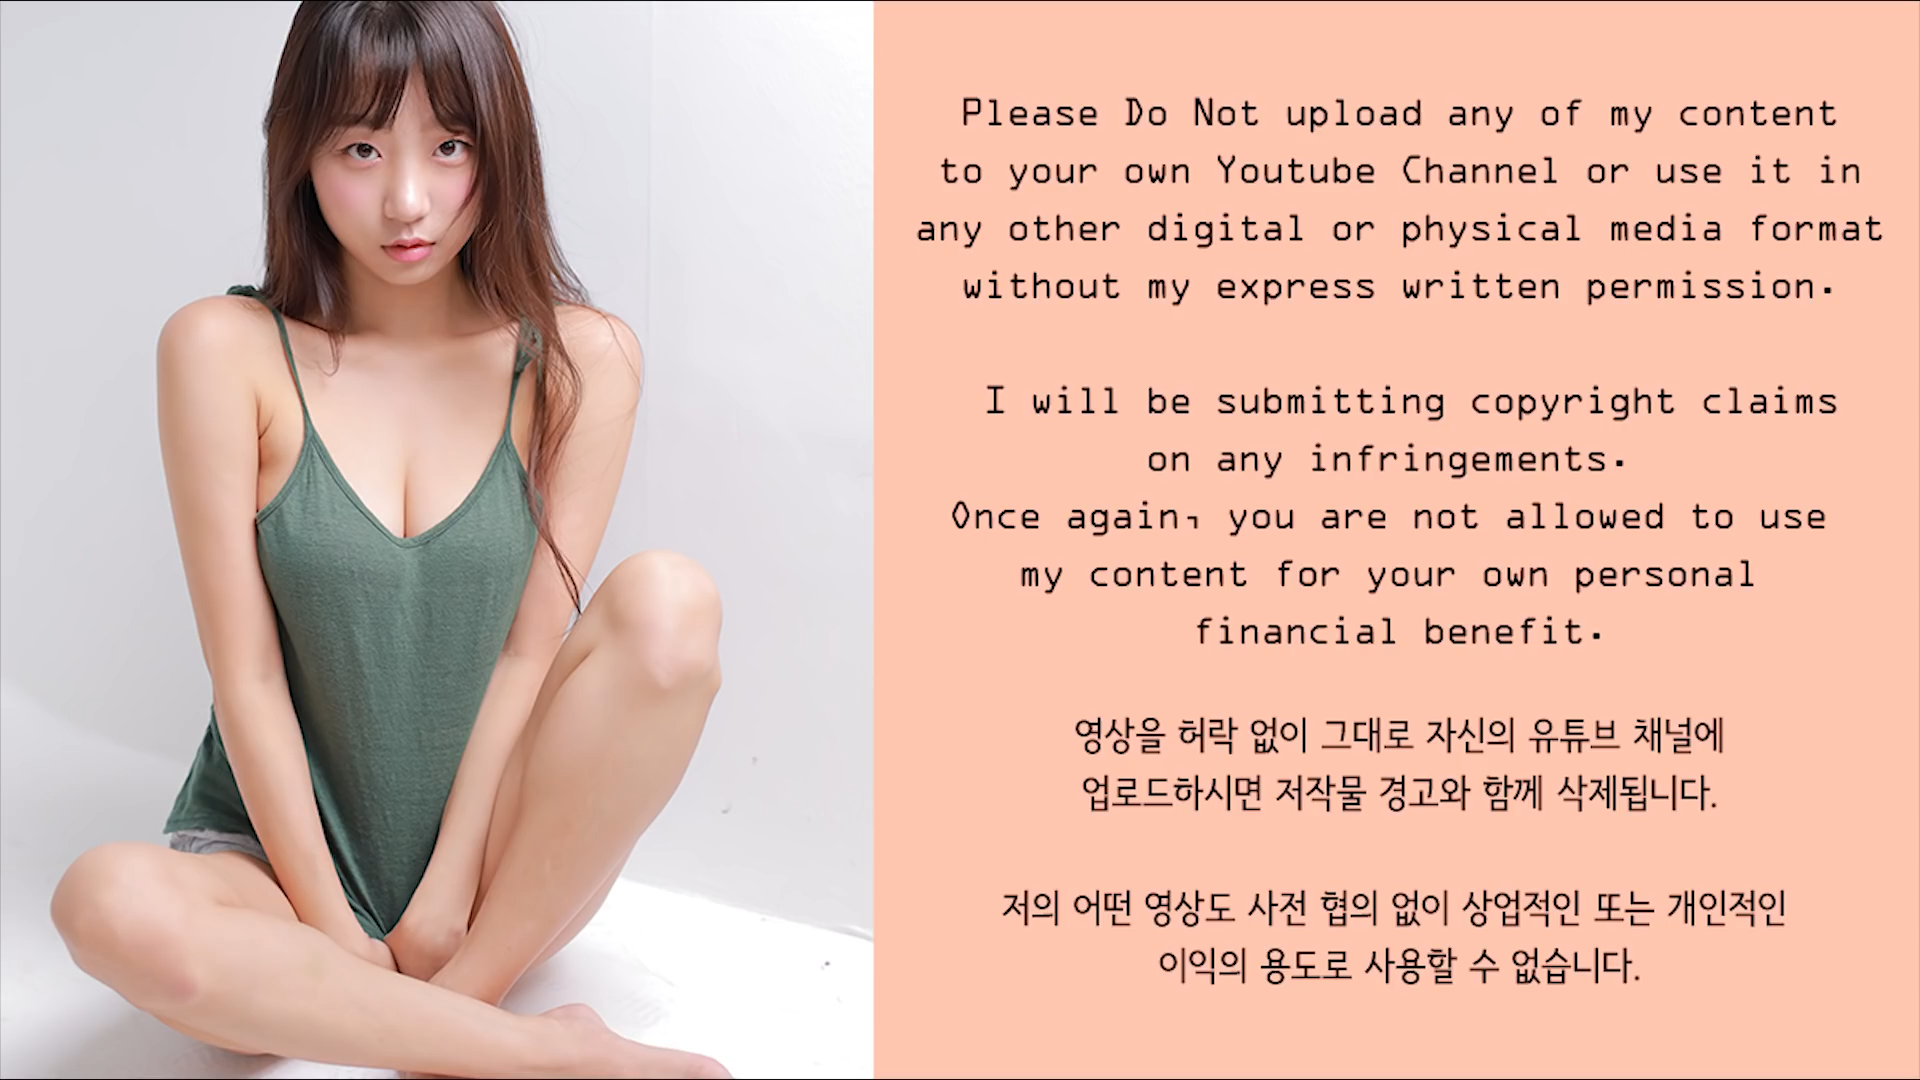 Please Do Not upload any of my content
to your own Youtube Channel or use it in
any other digital or physical media format
without my express written permission.
I will be submitting copyright claims
on any infringements.
Once again, you are not allowed to use
my content for your own personal
financial benefit.
영상을 허락 없이 그대로 자신의 유튜브 채널에
업로드하시면 저작물 경고와 함께 삭제됩니다.
저의 어떤 영상도 사전 협의 없이 상업적인 또는 개인적인
이익의 용도로 사용할 수 없습니다.